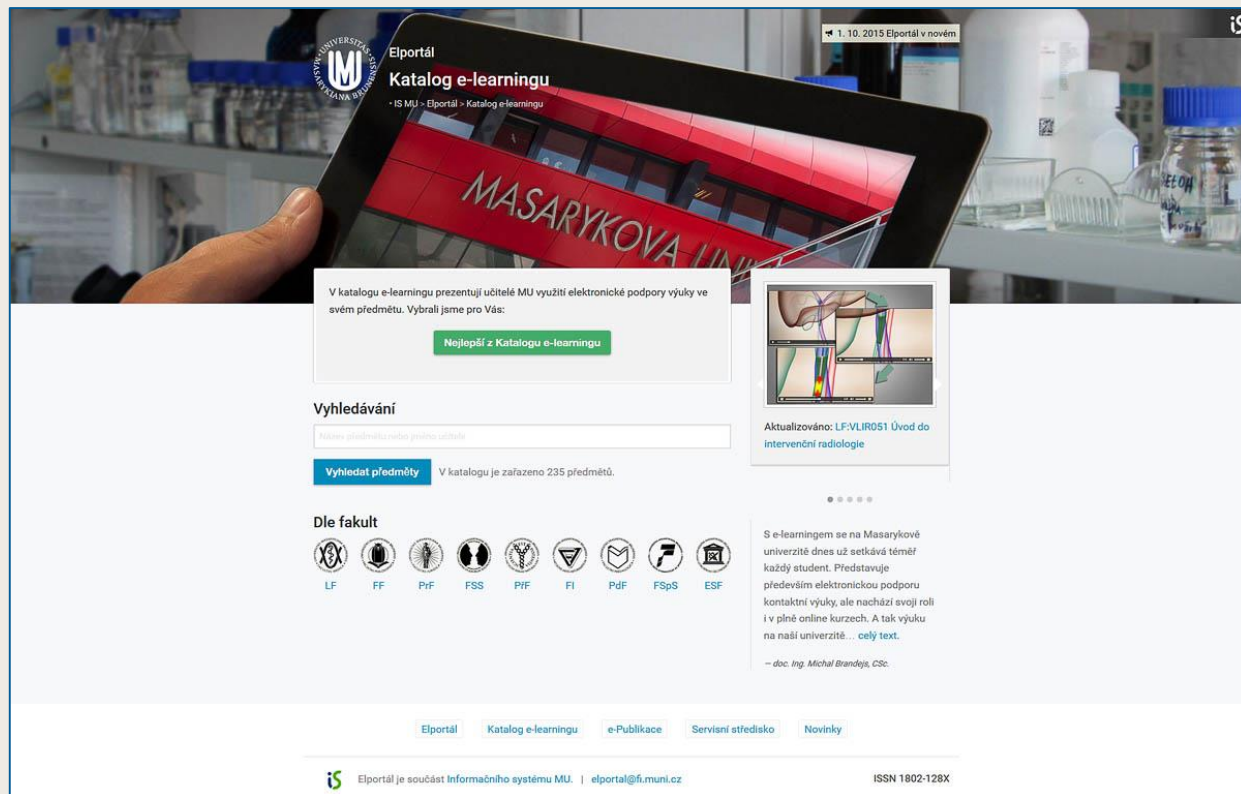 1. 10. 2015 Elportál v novém
iS
UNIVERSITAS MASARYKIANA BRUNENSIS
MU
Elportál
Katalog e-learningu
IS MU > Elportál > Katalog e-learningu
MASARYKOVA UNI
V katalogu e-learningu prezentují učitelé MU využití elektronické podpory výuky ve
svém předmětu. Vybrali jsme pro Vás:
Nejlepší z Katalogu e-learningu
Vyhledávání
Název předmětu nebo jméno učitele
Vyhledat předměty
V katalogu je zařazeno 235 předmětů.
Dle fakult
LF FF PrF FSS PřF FI PdF FSpS ESF
Aktualizováno: LF:VLIR051 Úvod do
intervenční radiologie
S e-learningem se na Masarykově
univerzitě dnes už setkává téměř
každý student. Představuje
především elektronickou podporu
kontaktní výuky, ale nachází svoji roli
i v plně online kurzech. A tak výuku
na naší univerzitě… celý text.
— doc. Ing. Michal Brandejs, CSc.
Elportál Katalog e-learningu e-Publikace Servisní středisko Novinky
iS Elportál je součást Informačního systému MU. | elportal@fi.muni.cz ISSN 1802-128X